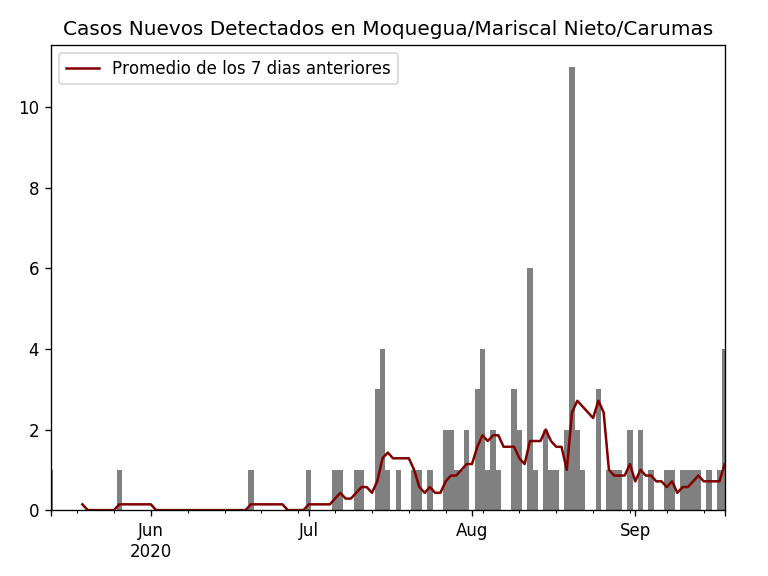 Casos Nuevos Detectados en Moquegua/Mariscal Nieto/Carumas
Promedio de los 7 dias anteriores
10
8
6
4
2
0
Jun Jul Aug Sep
2020